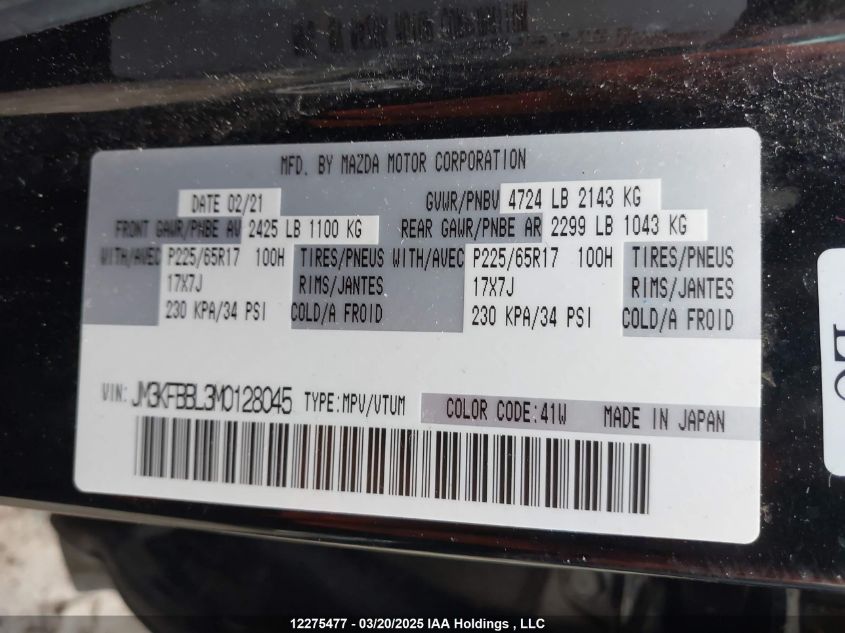 MFD. BY MAZDA MOTOR CORPORATION
DATE 02/21 GVWR/PNBV 4724 LB 2143 KG
FRONT GAWR/PNBE AV 2425 LB 1100 KG REAR GAWR/PNBE AR 2299 LB 1043 KG
WITH/AVEC P225/65R17 100H TIRES/PNEUS WITH/AVEC P225/65R17 100H TIRES/PNEUS
17X7J RIMS/JANTES 17X7J RIMS/JANTES
230 KPA/34 PSI COLD/A FROID 230 KPA/34 PSI COLD/A FROID
VIN: JM3KFBBL3M0128045 TYPE:MPV/VTUM COLOR CODE:41W MADE IN JAPAN
12275477 - 03/20/2025 IAA Holdings , LLC